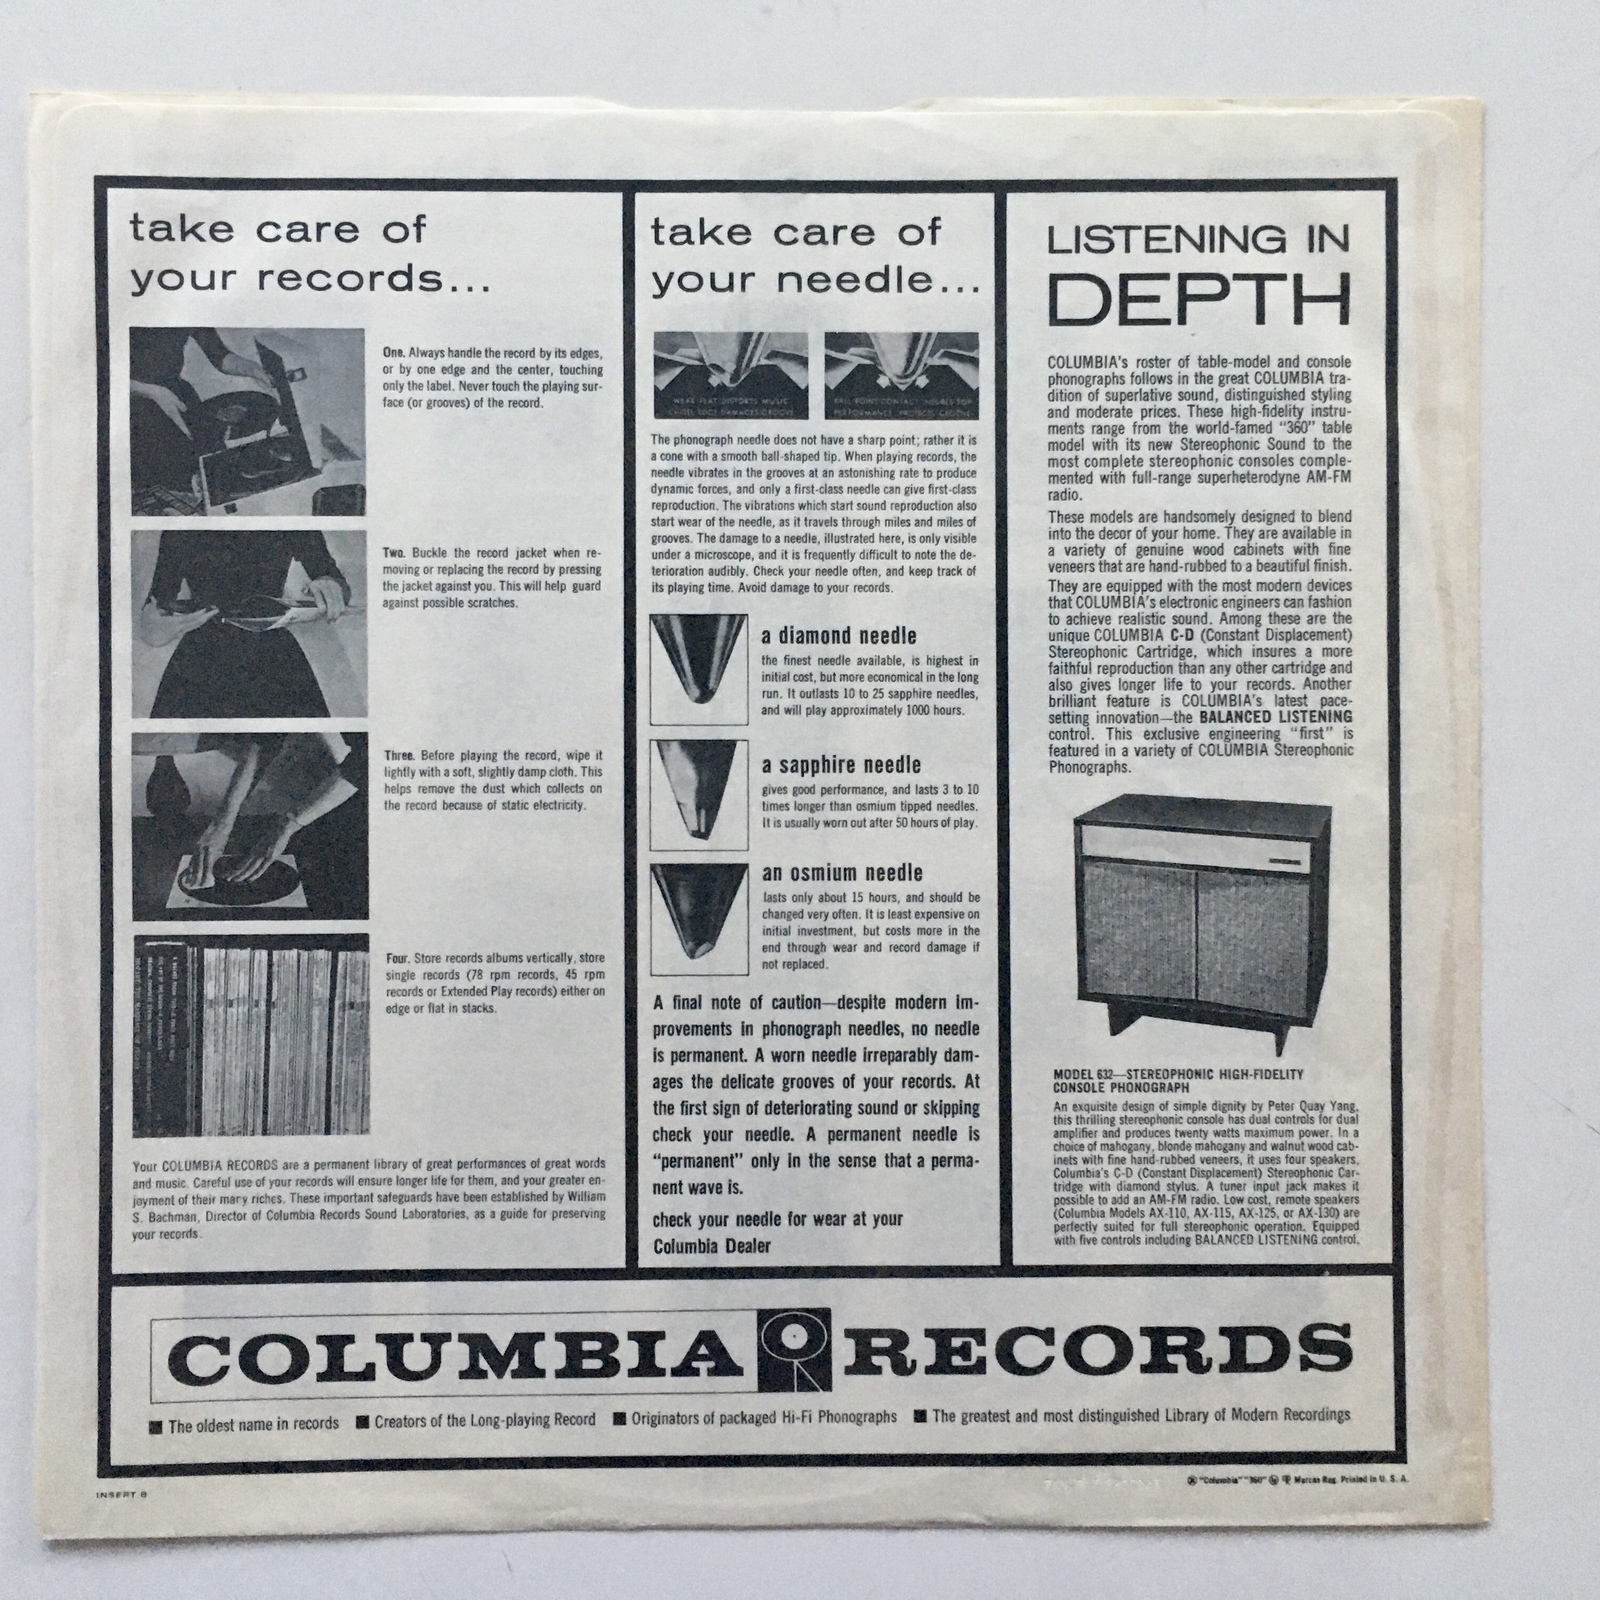 take care of
your records...
One. Always handle the record by its edges,
or by one edge and the center, touching
only the label. Never touch the playing sur-
face (or grooves) of the record.
Two. Buckle the record jacket when re-
moving or replacing the record by pressing
the jacket against you. This will help guard
against possible scratches.
Three. Before playing the record, wipe it
lightly with a soft, slightly damp cloth. This
helps remove the dust which collects on
the record because of static electricity.
Four. Store records albums vertically, store
single records (78 rpm records, 45 rpm
records or Extended Play records) either on
edge or flat in stacks.
Your COLUMBIA RECORDS are a permanent library of great performances of great words
and music. Careful use of your records will ensure longer life for them, and your greater en-
joyment of their many riches. These important safeguards have been established by William
S. Bachman, Director of Columbia Records Sound Laboratories, as a guide for preserving
your records.
take care of
your needle...
WEAR FLAT DISTORTS MUSIC
CHISEL EDGE DAMAGES GROOVE
BALL POINT CONTACT INSURES TOP
PERFORMANCE PROTECTS GROOVE
The phonograph needle does not have a sharp point; rather it is
a cone with a smooth ball-shaped tip. When playing records, the
needle vibrates in the grooves at an astonishing rate to produce
dynamic forces, and only a first-class needle can give first-class
reproduction. The vibrations which start sound reproduction also
start wear of the needle, as it travels through miles and miles of
grooves. The damage to a needle, illustrated here, is only visible
under a microscope, and it is frequently difficult to note the de-
terioration audibly. Check your needle often, and keep track of
its playing time. Avoid damage to your records.
a diamond needle
the finest needle available, is highest in
initial cost, but more economical in the long
run. It outlasts 10 to 25 sapphire needles,
and will play approximately 1000 hours.
a sapphire needle
gives good performance, and lasts 3 to 10
times longer than osmium tipped needles.
It is usually worn out after 50 hours of play.
an osmium needle
lasts only about 15 hours, and should be
changed very often. It is least expensive on
initial investment, but costs more in the
end through wear and record damage if
not replaced.
A final note of caution—despite modern im-
provements in phonograph needles, no needle
is permanent. A worn needle irreparably dam-
ages the delicate grooves of your records. At
the first sign of deteriorating sound or skipping
check your needle. A permanent needle is
“permanent” only in the sense that a perma-
nent wave is.
check your needle for wear at your
Columbia Dealer
LISTENING IN
DEPTH
COLUMBIA's roster of table-model and console
phonographs follows in the great COLUMBIA tra-
dition of superlative sound, distinguished styling
and moderate prices. These high-fidelity instru-
ments range from the world-famed “360” table
model with its new Stereophonic Sound to the
most complete stereophonic consoles comple-
mented with full-range superheterodyne AM-FM
radio.
These models are handsomely designed to blend
into the decor of your home. They are available in
a variety of genuine wood cabinets with fine
veneers that are hand-rubbed to a beautiful finish.
They are equipped with the most modern devices
that COLUMBIA's electronic engineers can fashion
to achieve realistic sound. Among these are the
unique COLUMBIA C-D (Constant Displacement)
Stereophonic Cartridge, which insures a more
faithful reproduction than any other cartridge and
also gives longer life to your records. Another
brilliant feature is COLUMBIA's latest pace-
setting innovation—the BALANCED LISTENING
control. This exclusive engineering “first” is
featured in a variety of COLUMBIA Stereophonic
Phonographs.
MODEL 632—STEREOPHONIC HIGH-FIDELITY
CONSOLE PHONOGRAPH
An exquisite design of simple dignity by Peter Quay Yang,
this thrilling stereophonic console has dual controls for dual
amplifier and produces twenty watts maximum power. In a
choice of mahogany, blonde mahogany and walnut wood cab-
inets with fine hand-rubbed veneers, it uses four speakers,
Columbia's C-D (Constant Displacement) Stereophonic Car-
tridge with diamond stylus. A tuner input jack makes it
possible to add an AM-FM radio. Low cost, remote speakers
(Columbia Models AX-110, AX-115, AX-125, or AX-130) are
perfectly suited for full stereophonic operation. Equipped
with five controls including BALANCED LISTENING control.
COLUMBIA RECORDS
■ The oldest name in records ■ Creators of the Long-playing Record ■ Originators of packaged Hi-Fi Phonographs ■ The greatest and most distinguished Library of Modern Recordings
INSERT 8
® "Columbia" "360" Marcas Reg. Printed in U. S. A.